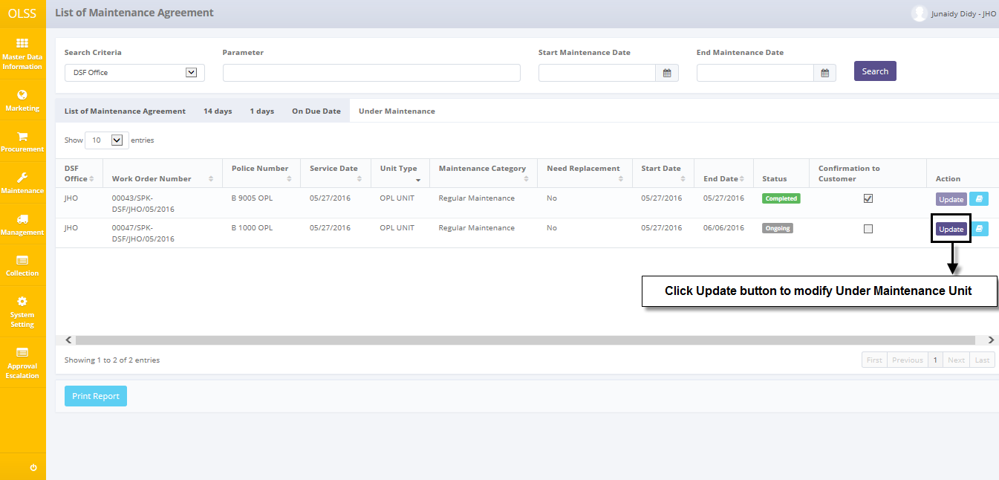 OLSS
List of Maintenance Agreement
Junaidy Didy - JHO
Master Data
Information
Marketing
Procurement
Maintenance
Management
Collection
System
Setting
Approval
Escalation
Search Criteria
Parameter
Start Maintenance Date
End Maintenance Date
DSF Office
Search
List of Maintenance Agreement 14 days 1 days On Due Date Under Maintenance
Show 10 entries
DSF
Office
Work Order Number
Police Number
Service Date
Unit Type
Maintenance Category
Need Replacement
Start Date
End Date
Status
Confirmation to
Customer
Action
JHO
00043/SPK-
DSF/JHO/05/2016
B 9005 OPL
05/27/2016
OPL UNIT
Regular Maintenance
No
05/27/2016
05/27/2016
Completed
Update
JHO
00047/SPK-
DSF/JHO/05/2016
B 1000 OPL
05/27/2016
OPL UNIT
Regular Maintenance
No
05/27/2016
06/06/2016
Ongoing
Update
Click Update button to modify Under Maintenance Unit
Showing 1 to 2 of 2 entries
First Previous 1 Next Last
Print Report